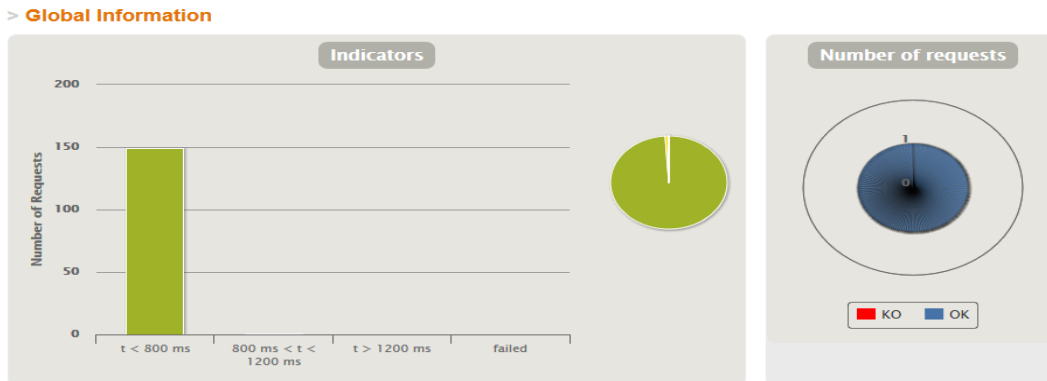 > Global Information
Indicators
Number of requests
200
150
100
50
0
Number of Requests
t < 800 ms
800 ms < t <
1200 ms
t > 1200 ms
failed
1
0
KO
OK